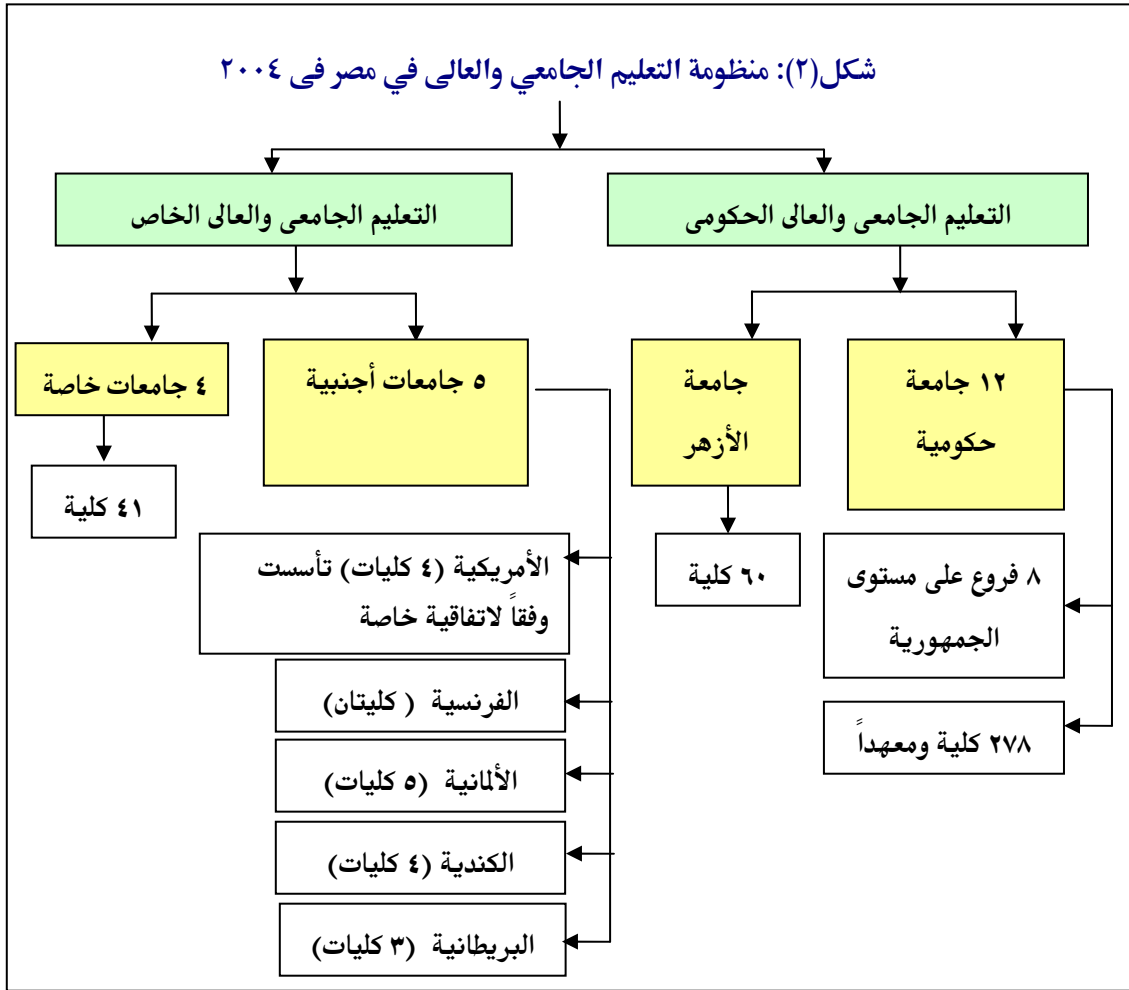 شكل(٢): منظومة التعليم الجامعي والعالى في مصر فى ٢٠٠٤
التعليم الجامعى والعالى الحكومى
التعليم الجامعى والعالى الخاص
١٢ جامعة
حكومية
جامعة
الأزهر
٥ جامعات أجنبية
٤ جامعات خاصة
٨ فروع على مستوى
الجمهورية
٢٧٨ كلية ومعهداً
٦٠ كلية
الأمريكية (٤ كليات) تأسست
وفقاً لاتفاقية خاصة
الفرنسية ( كليتان)
الألمانية (٥ كليات)
الكندية (٤ كليات)
البريطانية (٣ كليات)
٤١ كلية